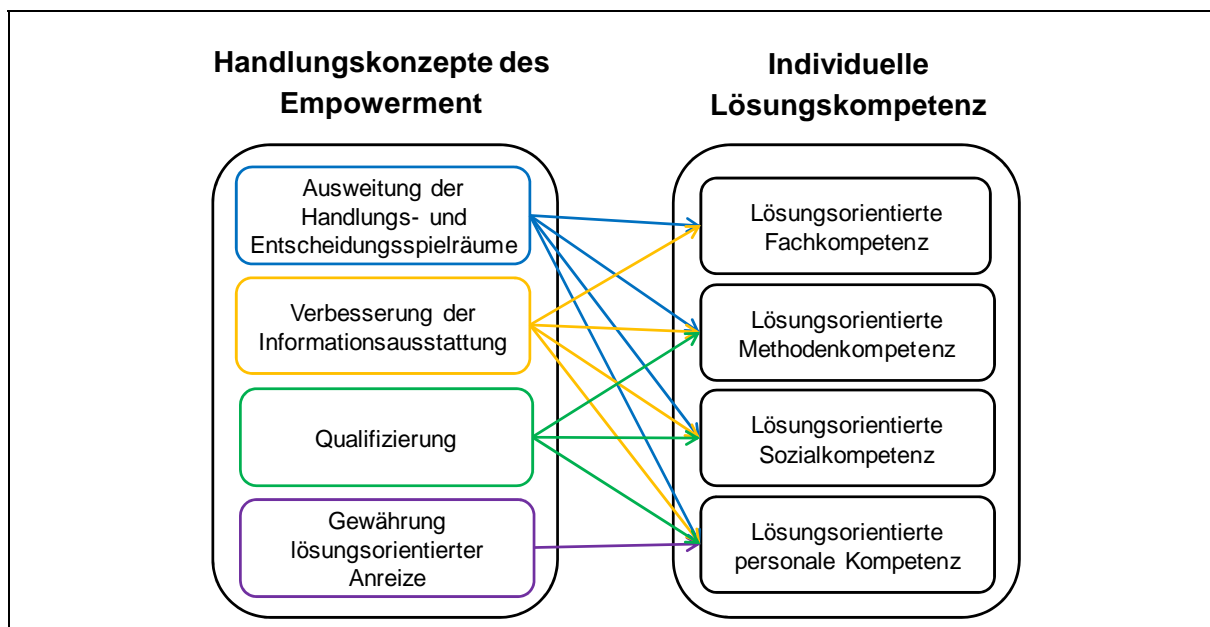 Handlungskonzepte des
Empowerment
Ausweitung der
Handlungs- und
Entscheidungsspielräume
Verbesserung der
Informationsausstattung
Qualifizierung
Gewährung
lösungsorientierter
Anreize
Individuelle
Lösungskompetenz
Lösungsorientierte
Fachkompetenz
Lösungsorientierte
Methodenkompetenz
Lösungsorientierte
Sozialkompetenz
Lösungsorientierte
personale Kompetenz